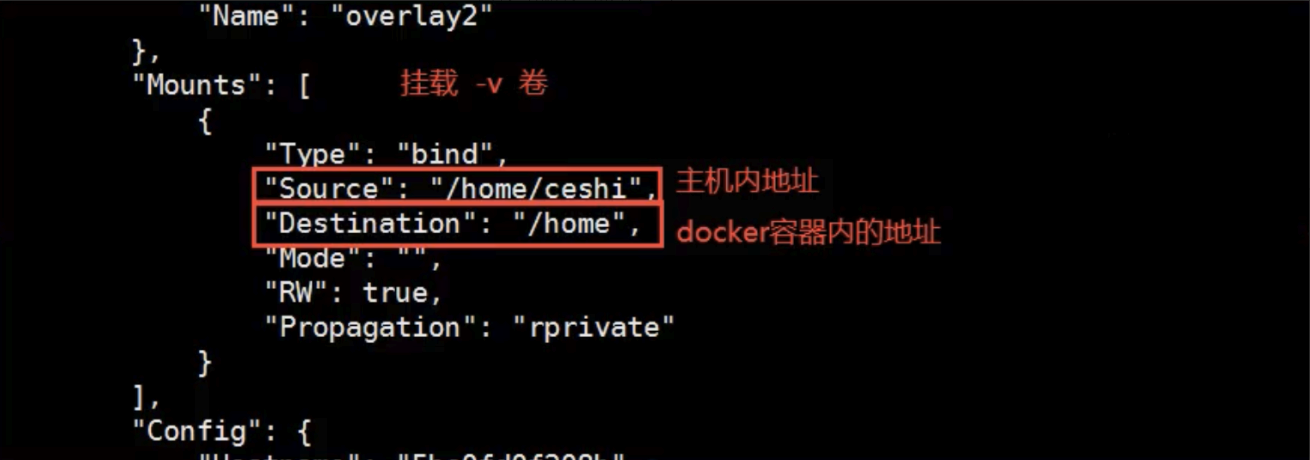 "Name": "overlay2"
},
"Mounts": [ 挂载 -v 卷
{
"Type": "bind",
"Source": "/home/ceshi", 主机内地址
"Destination": "/home", docker容器内的地址
"Mode": "",
"RW": true,
"Propagation": "rprivate"
}
],
"Config": {